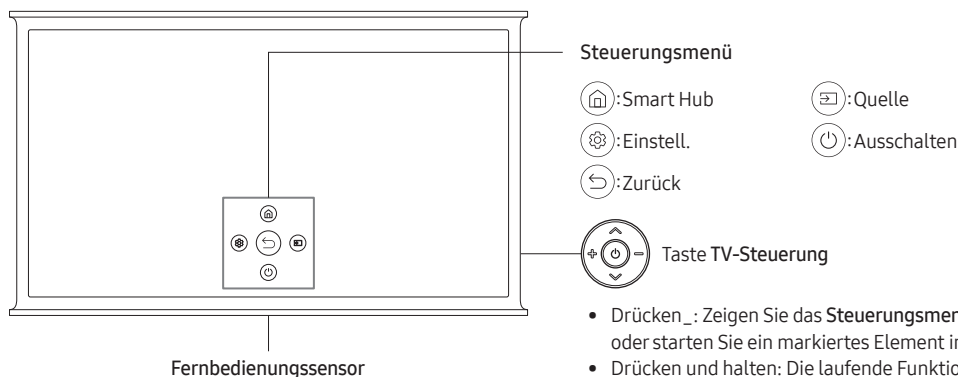 Steuerungsmenü
:Smart Hub
:Quelle
:Einstell.
:Ausschalten
:Zurück
Taste TV-Steuerung
• Drücken_: Zeigen Sie das Steuerungsmen
oder starten Sie ein markiertes Element i
• Drücken und halten: Die laufende Funktio
Fernbedienungssensor